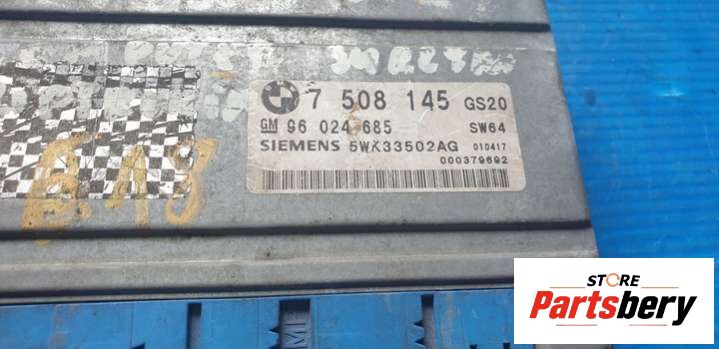 7 508 145 GS20
GM 96 024 685 SW64
SIEMENS 5WK33502AG 010417
000379692
STORE
Partsbery